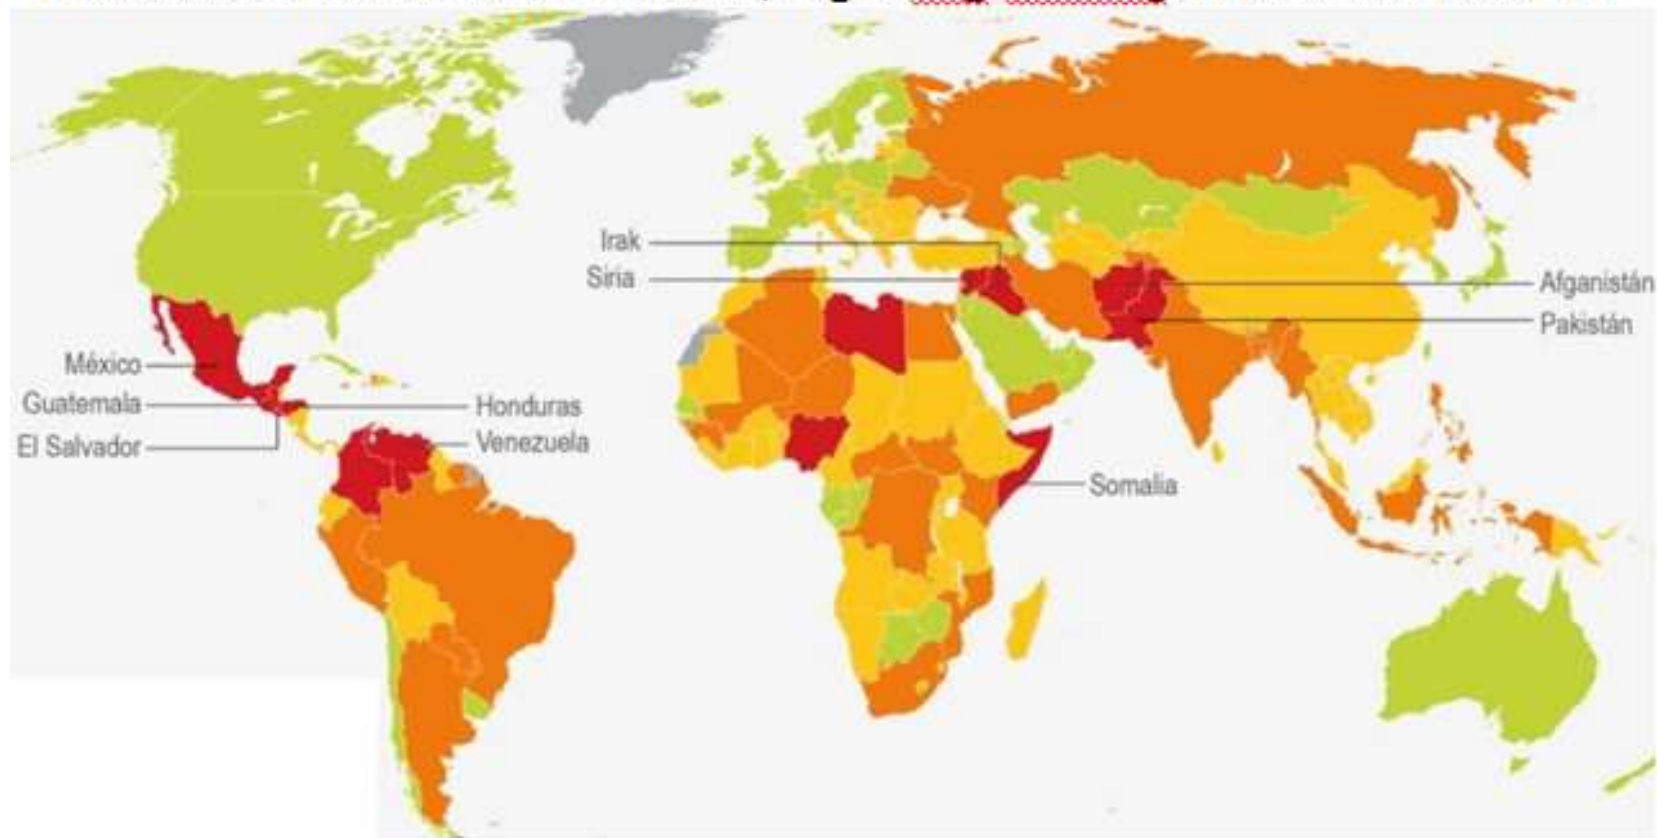 Irak
Siria
Afganistán
Pakistán
México
Guatemala
Honduras
El Salvador
Venezuela
Somalia